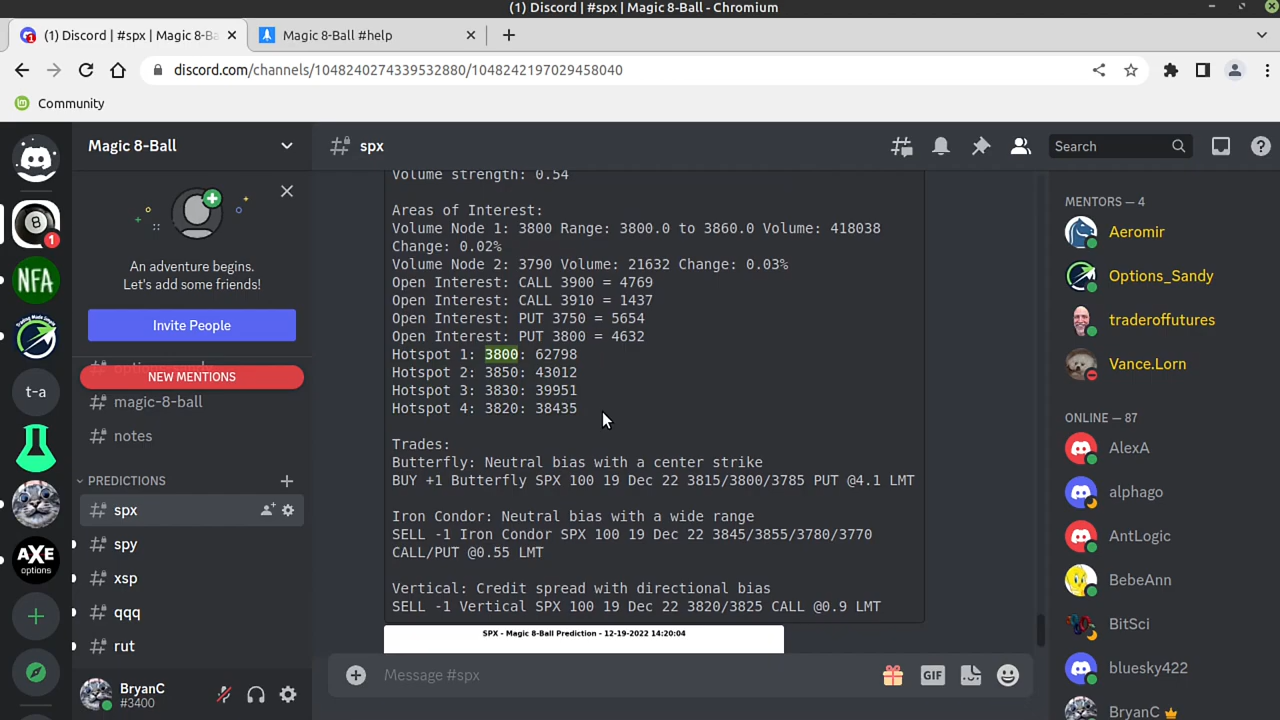 (1) Discord | #spx | Magic 8-Ball - Chromium
(1) Discord | #spx | Magic 8-Ba
Magic 8-Ball #help
discord.com/channels/1048240274339532880/1048242197029458040
Community
Magic 8-Ball
spx
Search
An adventure begins.
Let's add some friends!
Invite People
NEW MENTIONS
magic-8-ball
notes
PREDICTIONS
spx
spy
xsp
qqq
rut
BryanC
#3400
8
1
NFA
Trading Made Simple
t-a
AXE
options
Volume strength: 0.54
Areas of Interest:
Volume Node 1: 3800 Range: 3800.0 to 3860.0 Volume: 418038
Change: 0.02%
Volume Node 2: 3790 Volume: 21632 Change: 0.03%
Open Interest: CALL 3900 = 4769
Open Interest: CALL 3910 = 1437
Open Interest: PUT 3750 = 5654
Open Interest: PUT 3800 = 4632
Hotspot 1: 3800: 62798
Hotspot 2: 3850: 43012
Hotspot 3: 3830: 39951
Hotspot 4: 3820: 38435
Trades:
Butterfly: Neutral bias with a center strike
BUY +1 Butterfly SPX 100 19 Dec 22 3815/3800/3785 PUT @4.1 LMT
Iron Condor: Neutral bias with a wide range
SELL -1 Iron Condor SPX 100 19 Dec 22 3845/3855/3780/3770
CALL/PUT @0.55 LMT
Vertical: Credit spread with directional bias
SELL -1 Vertical SPX 100 19 Dec 22 3820/3825 CALL @0.9 LMT
SPX - Magic 8-Ball Prediction - 12-19-2022 14:20:04
Message #spx
GIF
MENTORS — 4
Aeromir
Options_Sandy
traderoffutures
Vance.Lorn
ONLINE — 87
AlexA
alphago
AntLogic
BebeAnn
BitSci
bluesky422
BryanC